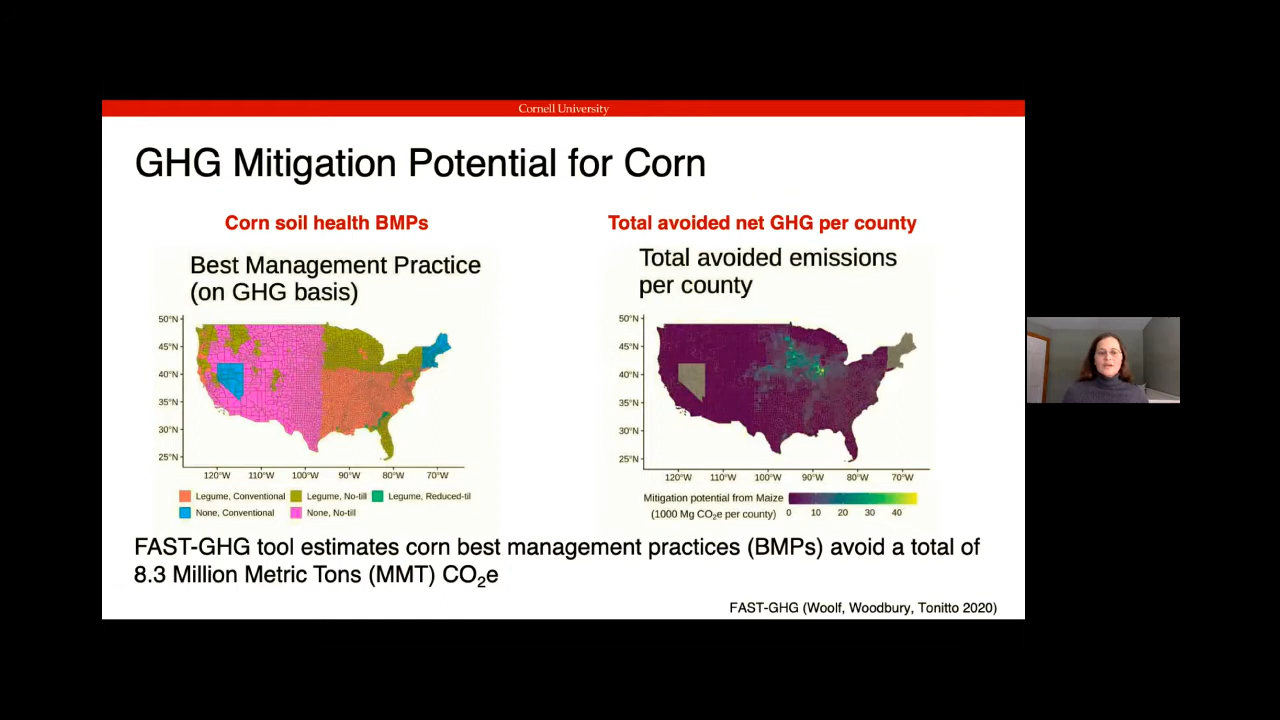 Cornell University
GHG Mitigation Potential for Corn
Corn soil health BMPs
Total avoided net GHG per county
Best Management Practice
(on GHG basis)
50°N
45°N
40°N
35°N
30°N
25°N
120°W 110°W 100°W 90°W 80°W 70°W
Legume, Conventional Legume, No-till Legume, Reduced-til
None, Conventional None, No-till
Total avoided emissions
per county
50°N
45°N
40°N
35°N
30°N
25°N
120°W 110°W 100°W 90°W 80°W 70°W
Mitigation potential from Maize
(1000 Mg CO₂e per county)
0 10 20 30 40
FAST-GHG tool estimates corn best management practices (BMPs) avoid a total of
8.3 Million Metric Tons (MMT) CO₂e
FAST-GHG (Woolf, Woodbury, Tonitto 2020)